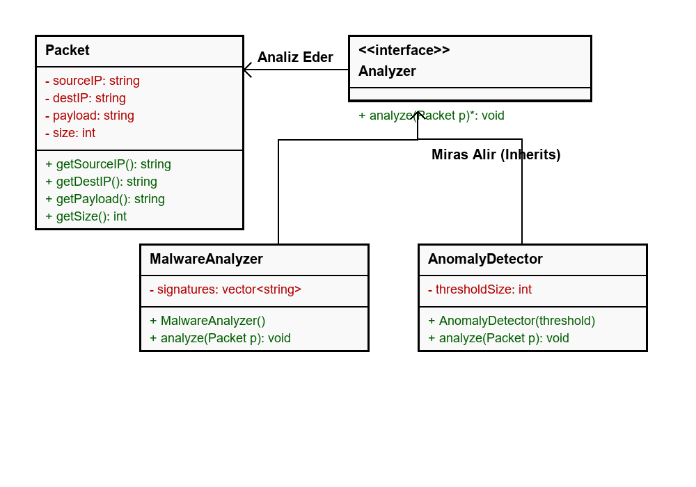 Packet
- sourceIP: string
- destIP: string
- payload: string
- size: int
+ getSourceIP(): string
+ getDestIP(): string
+ getPayload(): string
+ getSize(): int
Analiz Eder
<<interface>>
Analyzer
+ analyze(Packet p)*: void
Miras Alir (Inherits)
MalwareAnalyzer
- signatures: vector<string>
+ MalwareAnalyzer()
+ analyze(Packet p): void
AnomalyDetector
- thresholdSize: int
+ AnomalyDetector(threshold)
+ analyze(Packet p): void